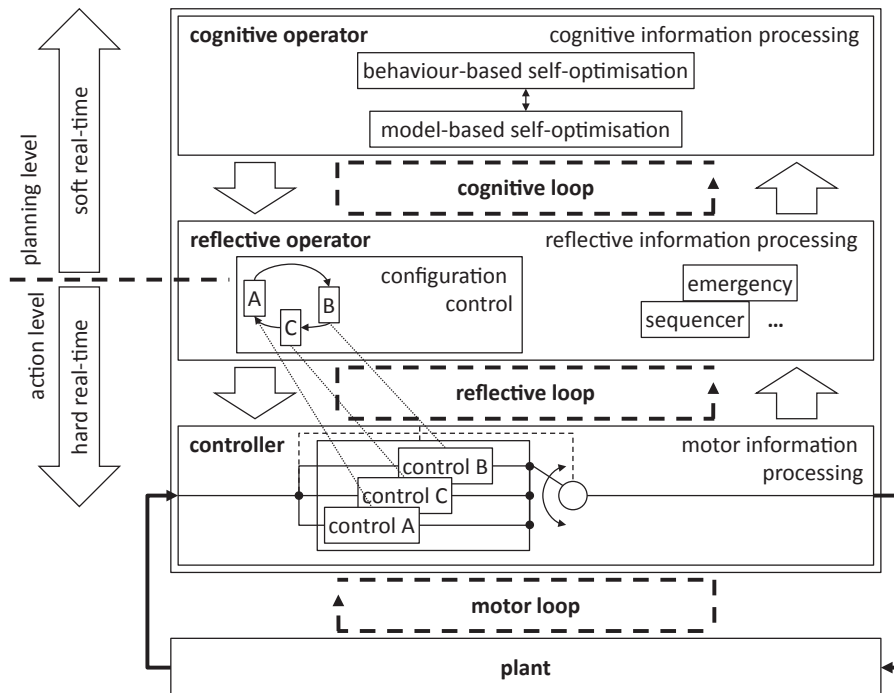 cognitive operator
cognitive information processing
behaviour-based self-optimisation
model-based self-optimisation
planning level
soft real-time
cognitive loop
reflective operator
reflective information processing
configuration
control
A
B
C
emergency
sequencer
...
action level
hard real-time
reflective loop
controller
motor information
processing
control B
control C
control A
motor loop
plant